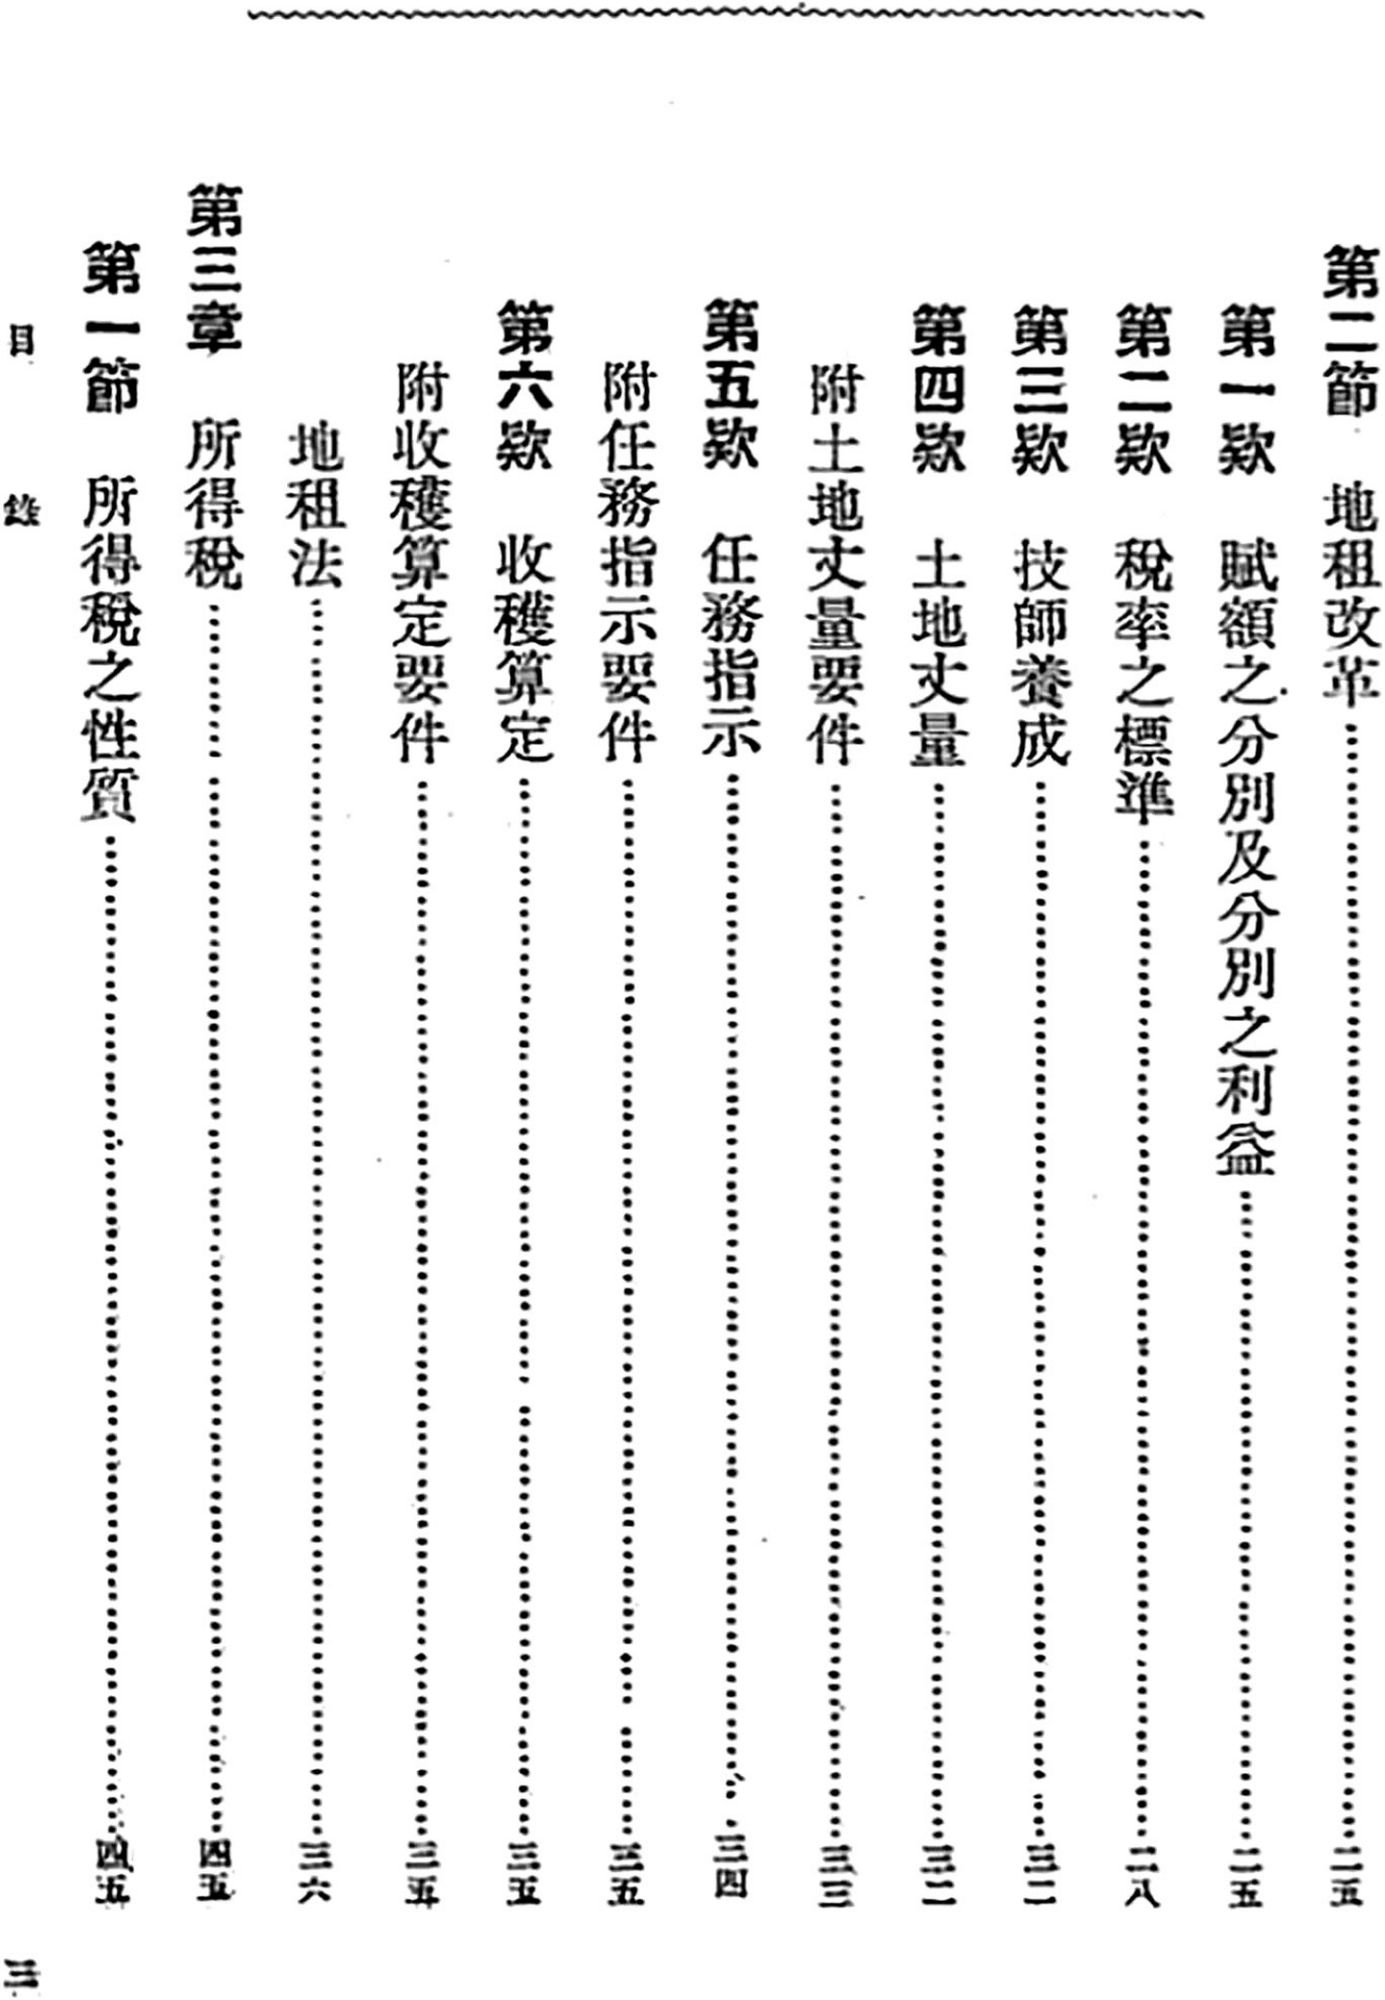 第二節　地租改革………二五
第一欵　賦額之分別及分別之利益………二五
第二欵　稅率之標準………二八
第三欵　技師養成………三二
第四欵　土地丈量………三二
附土地丈量要件………三三
第五欵　任務指示………三四
附任務指示要件………三五
第六欵　收穫算定………三五
附收穫算定要件………三五
地租法………三六
第三章　所得稅………四五
第一節　所得稅之性質………四五
目　錄　三